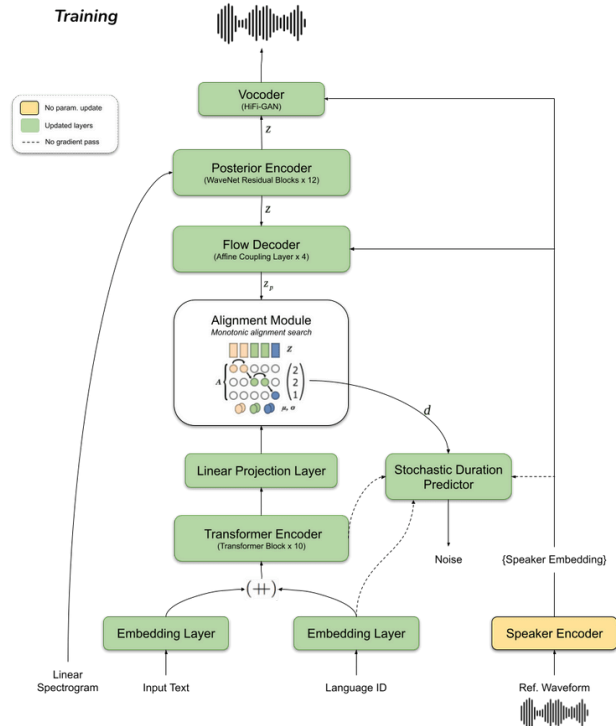 Training
No param. update
Updated layers
No gradient pass
Vocoder
(HiFi-GAN)
z
Posterior Encoder
(WaveNet Residual Blocks x 12)
z
Flow Decoder
(Affine Coupling Layer x 4)
z_p
Alignment Module
Monotonic alignment search
Z
A
2
2
1
μ, σ
d
Linear Projection Layer
Stochastic Duration
Predictor
Transformer Encoder
(Transformer Block x 10)
Noise
{Speaker Embedding}
(++)
Embedding Layer
Embedding Layer
Speaker Encoder
Linear
Spectrogram
Input Text
Language ID
Ref. Waveform